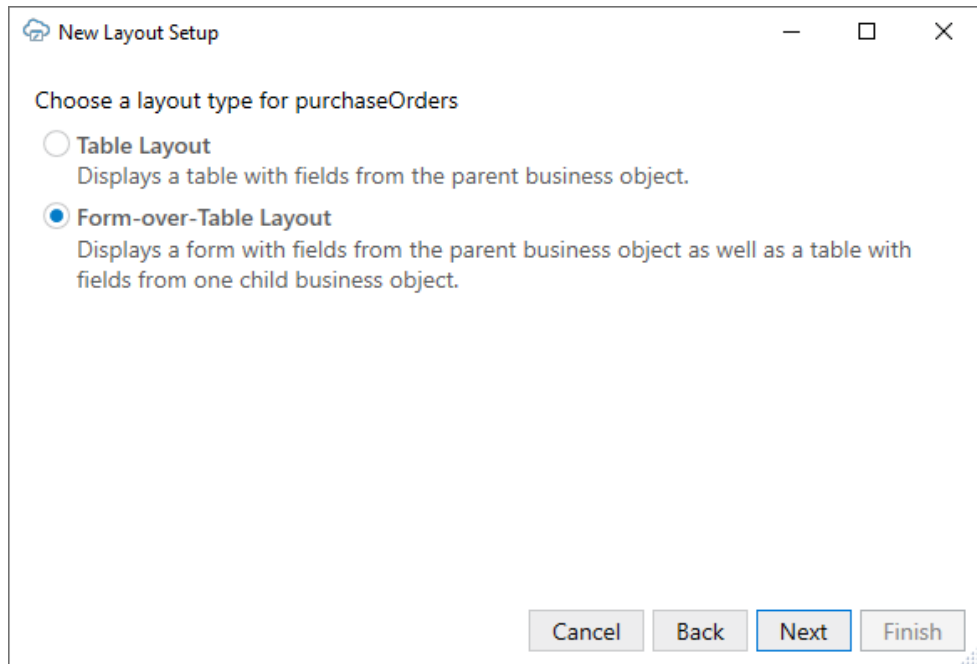 New Layout Setup
Choose a layout type for purchaseOrders
Table Layout
Displays a table with fields from the parent business object.
Form-over-Table Layout
Displays a form with fields from the parent business object as well as a table with
fields from one child business object.
Cancel Back Next Finish